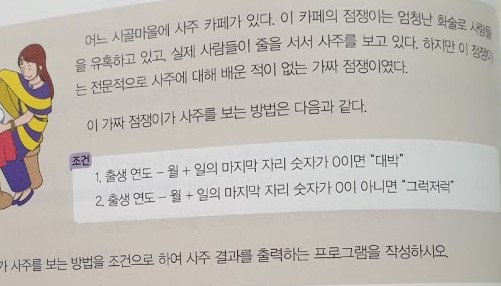 어느 시골마을에 사주 카페가 있다. 이 카페의 점쟁이는 엄청난 화술로 사람들
을 유혹하고 있고, 실제 사람들이 줄을 서서 사주를 보고 있다. 하지만 이 점쟁이
는 전문적으로 사주에 대해 배운 적이 없는 가짜 점쟁이였다.
이 가짜 점쟁이가 사주를 보는 방법은 다음과 같다.
조건
1. 출생 연도 - 월 + 일의 마지막 자리 숫자가 0이면 "대박"
2. 출생 연도 - 월 + 일의 마지막 자리 숫자가 0이 아니면 "그럭저럭"
가 사주를 보는 방법을 조건으로 하여 사주 결과를 출력하는 프로그램을 작성하시오.